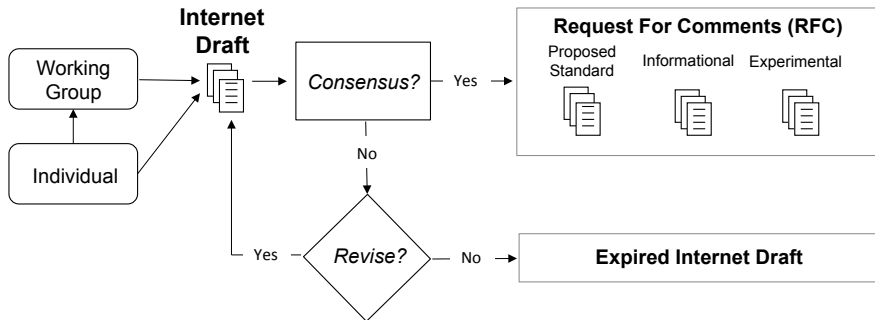 Internet
Draft
Working
Group
Individual
Consensus?
Yes
Request For Comments (RFC)
Proposed
Standard
Informational
Experimental
No
Revise?
Yes
No
Expired Internet Draft